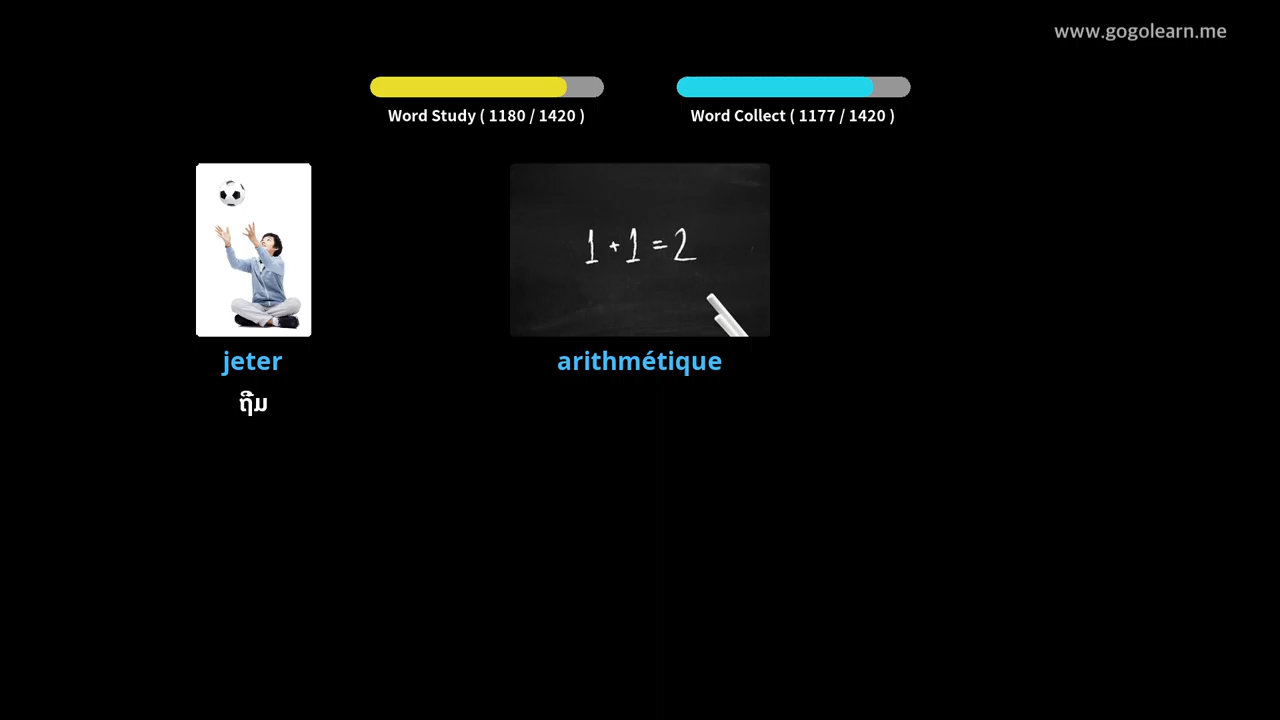 www.gogolearn.me
Word Study ( 1180 / 1420 )
Word Collect ( 1177 / 1420 )
1 + 1 = 2
jeter
arithmétique
ຖິ້ມ